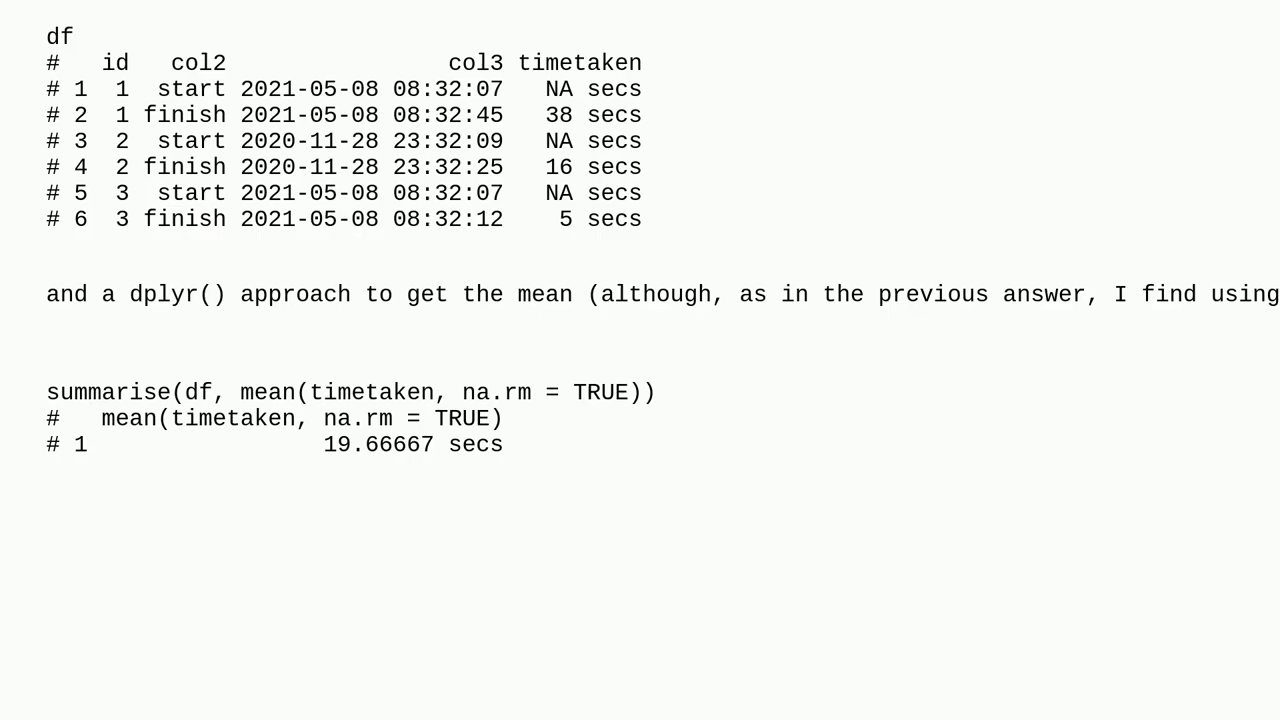 df
#   id   col2                col3 timetaken
# 1  1  start 2021-05-08 08:32:07   NA secs
# 2  1 finish 2021-05-08 08:32:45   38 secs
# 3  2  start 2020-11-28 23:32:09   NA secs
# 4  2 finish 2020-11-28 23:32:25   16 secs
# 5  3  start 2021-05-08 08:32:07   NA secs
# 6  3 finish 2021-05-08 08:32:12    5 secs
and a dplyr() approach to get the mean (although, as in the previous answer, I find using
summarise(df, mean(timetaken, na.rm = TRUE))
#   mean(timetaken, na.rm = TRUE)
# 1                 19.66667 secs